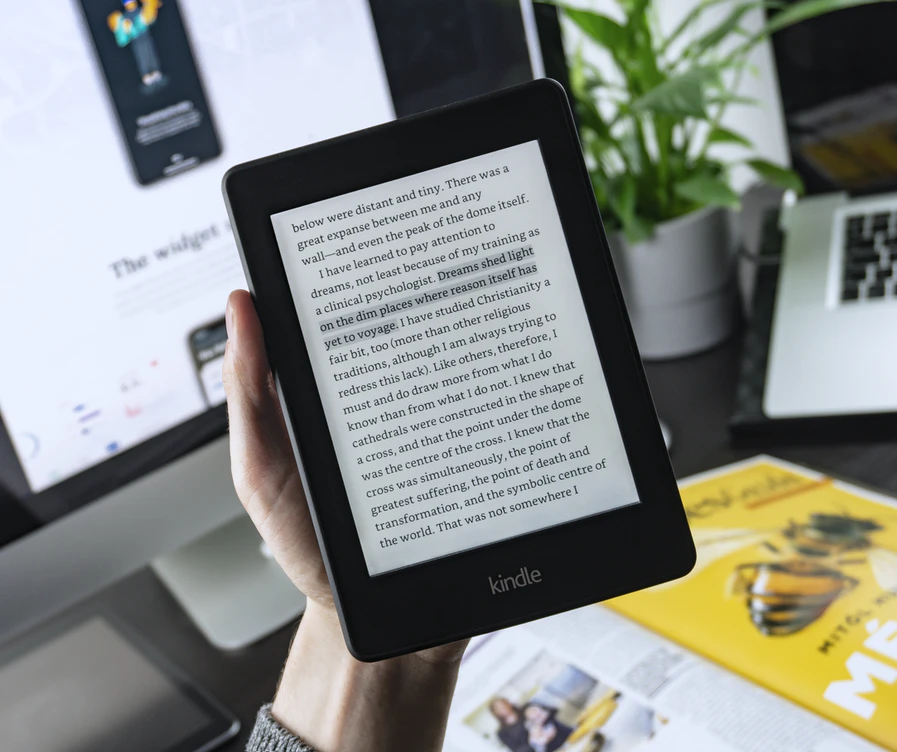 The widget
below were distant and tiny. There was a
great expanse between me and any
wall—and even the peak of the dome itself.
I have learned to pay attention to
dreams, not least because of my training as
a clinical psychologist. Dreams shed light
on the dim places where reason itself has
yet to voyage. I have studied Christianity a
fair bit, too (more than other religious
traditions, although I am always trying to
redress this lack). Like others, therefore, I
must and do draw more from what I do
know than from what I do not. I knew that
cathedrals were constructed in the shape of
a cross, and that the point under the dome
was the centre of the cross. I knew that the
cross was simultaneously, the point of
greatest suffering, the point of death and
transformation, and the symbolic centre of
the world. That was not somewhere I
kindle
MITŐL
MÉ